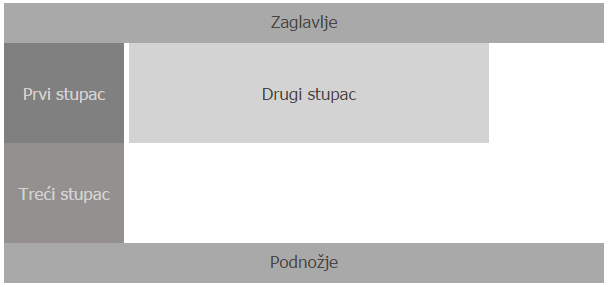 Zaglavlje
Prvi stupac
Drugi stupac
Treći stupac
Podnožje